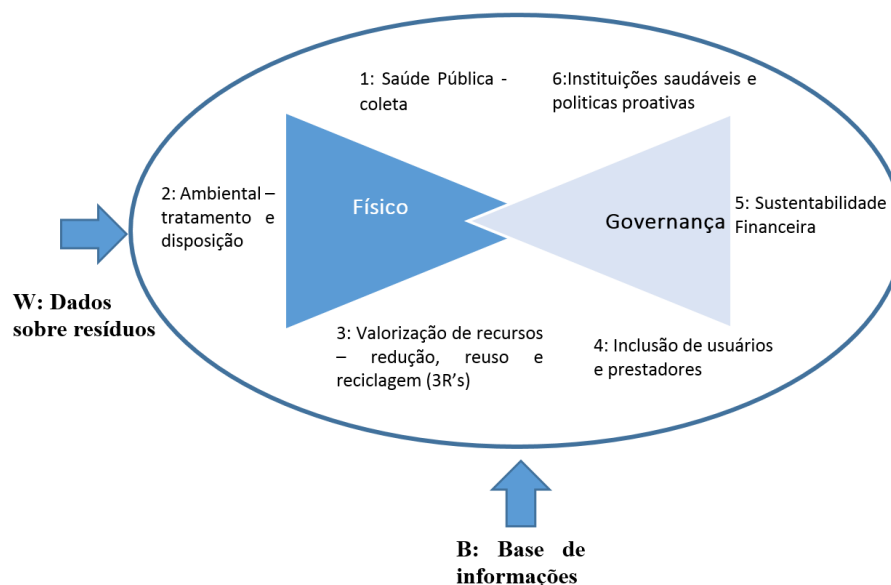 1: Saúde Pública -
coleta
6:Instituições saudáveis e
politicas proativas
2: Ambiental –
tratamento e
disposição
Físico
Governança
5: Sustentabilidade
Financeira
W: Dados
sobre resíduos
3: Valorização de recursos
– redução, reuso e
reciclagem (3R’s)
4: Inclusão de usuários
e prestadores
B: Base de
informações